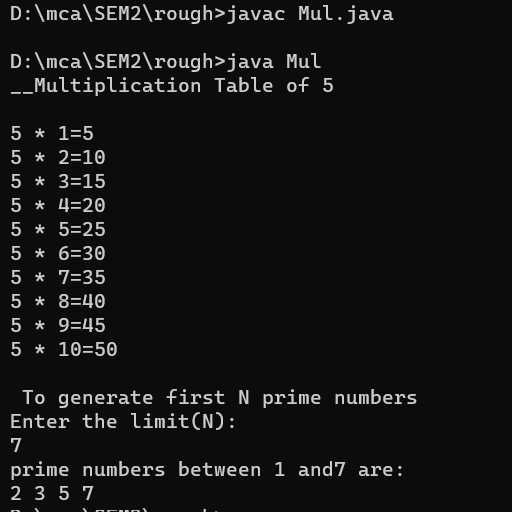 D:\mca\SEM2\rough>javac Mul.java
D:\mca\SEM2\rough>java Mul
__Multiplication Table of 5
5 * 1=5
5 * 2=10
5 * 3=15
5 * 4=20
5 * 5=25
5 * 6=30
5 * 7=35
5 * 8=40
5 * 9=45
5 * 10=50
To generate first N prime numbers
Enter the limit(N):
7
prime numbers between 1 and7 are:
2 3 5 7